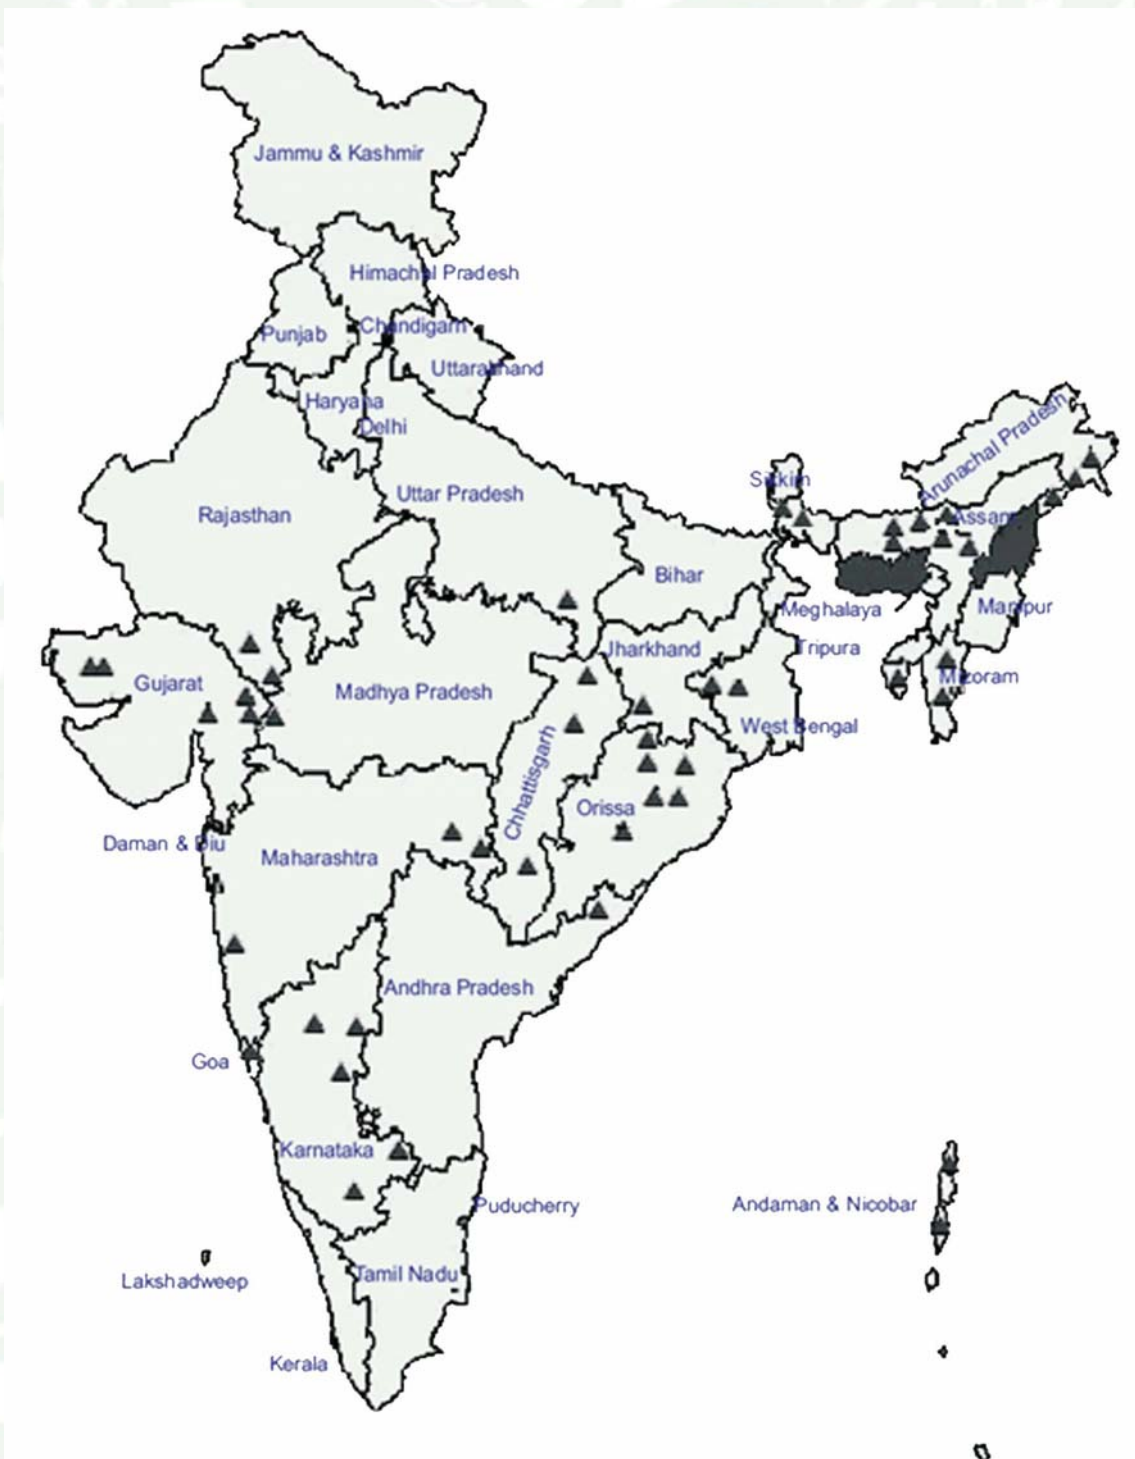 Jammu & Kashmir
Himachal Pradesh
Chandigarh
Punjab
Uttarakhand
Haryana
Delhi
Arunachal Pradesh
Sikkim
Uttar Pradesh
Rajasthan
Assam
Bihar
Meghalaya
Manipur
Jharkhand
Tripura
Gujarat
Madhya Pradesh
Mizoram
West Bengal
Chhattisgarh
Orissa
Daman & Diu
Maharashtra
Andhra Pradesh
Goa
Karnataka
Puducherry
Andaman & Nicobar
Lakshadweep
Tamil Nadu
Kerala